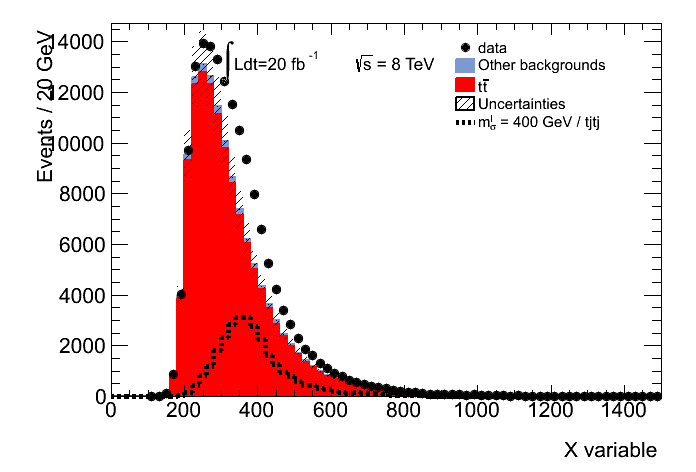 Events / 20 GeV
14000
12000
10000
8000
6000
4000
2000
0
∫ Ldt=20 fb⁻¹ √s = 8 TeV
data
Other backgrounds
tt̄
Uncertainties
mᴵσ = 400 GeV / tjtj
0 200 400 600 800 1000 1200 1400
X variable